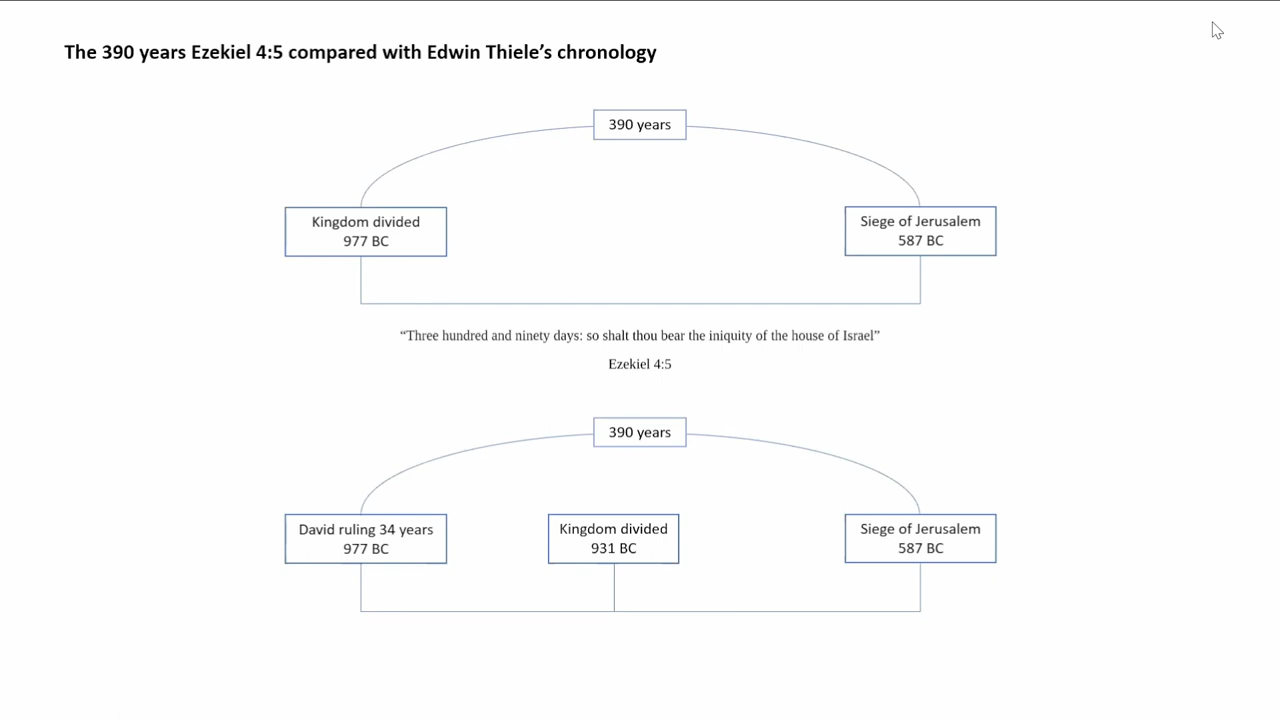 The 390 years Ezekiel 4:5 compared with Edwin Thiele’s chronology
390 years
Kingdom divided
977 BC
Siege of Jerusalem
587 BC
“Three hundred and ninety days: so shalt thou bear the iniquity of the house of Israel”
Ezekiel 4:5
390 years
David ruling 34 years
977 BC
Kingdom divided
931 BC
Siege of Jerusalem
587 BC